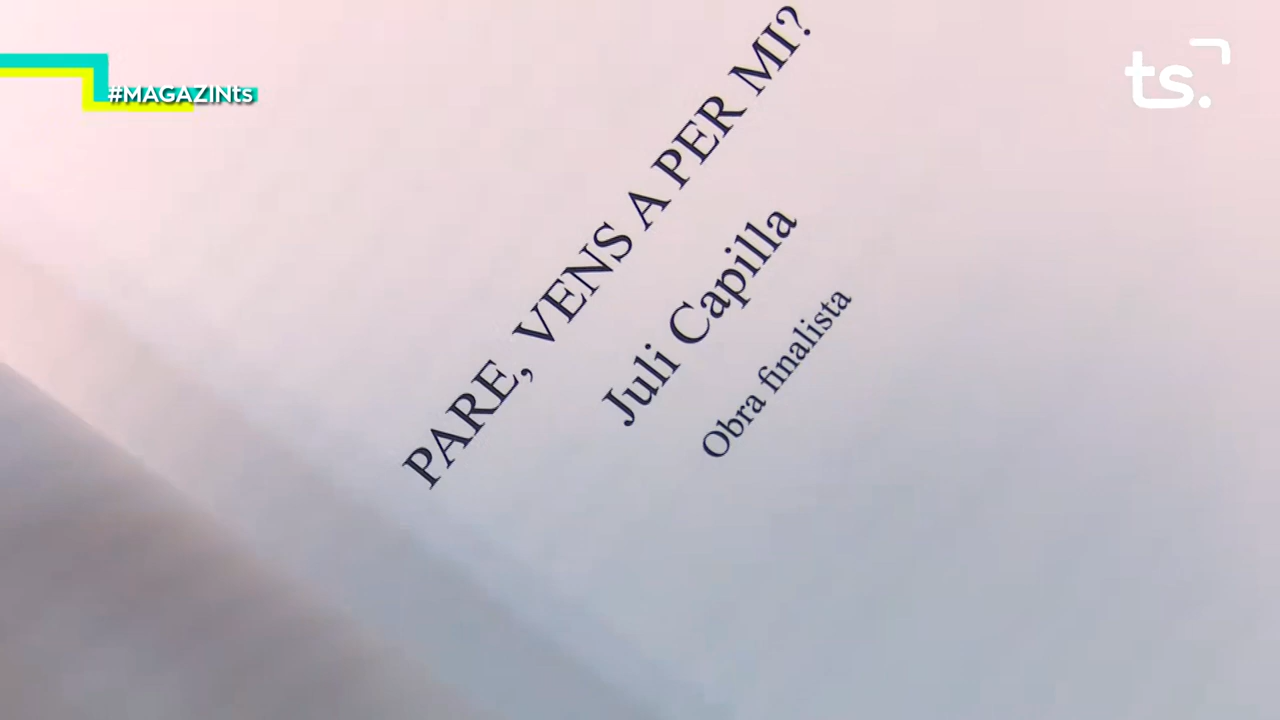 #MAGAZINts
ts.
PARE, VENS A PER MI?
Juli Capilla
Obra finalista